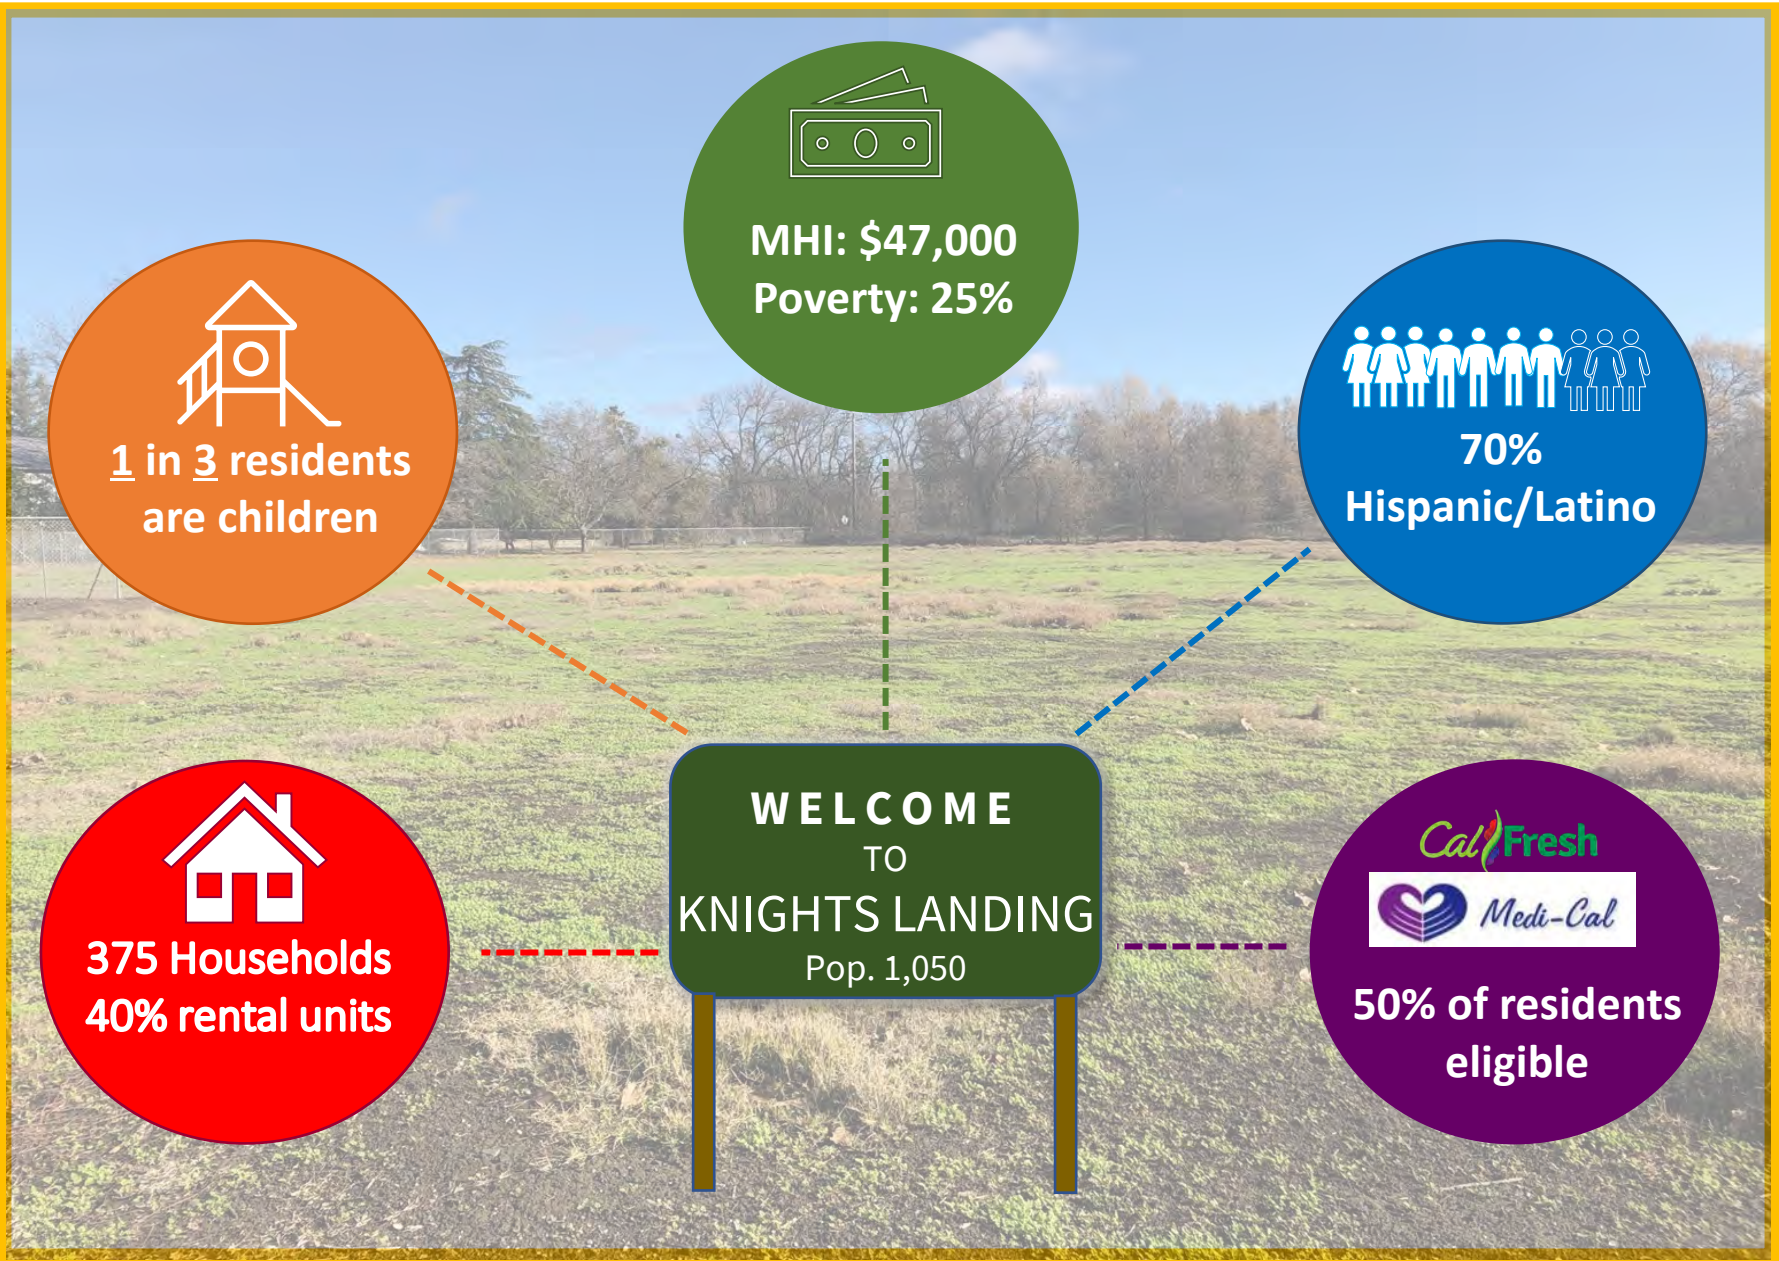 MHI: $47,000
Poverty: 25%
1 in 3 residents
are children
70%
Hispanic/Latino
WELCOME
TO
KNIGHTS LANDING
Pop. 1,050
375 Households
40% rental units
CalFresh
Medi-Cal
50% of residents
eligible